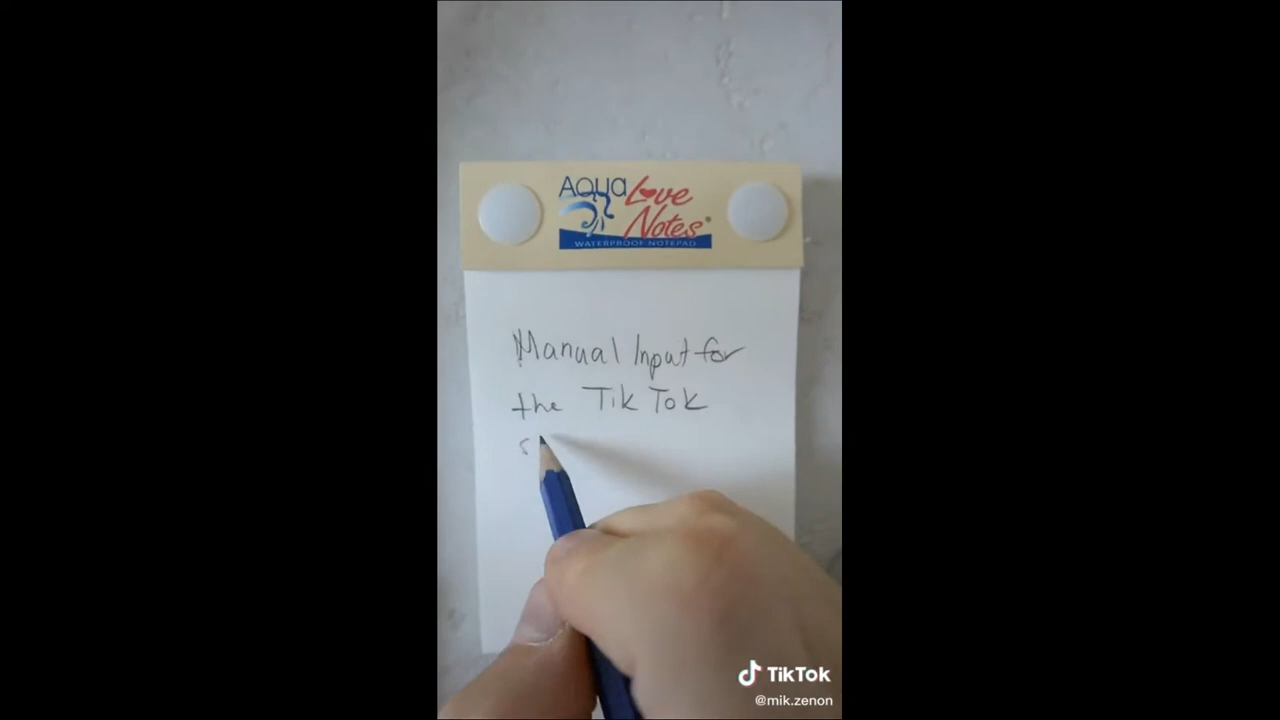 Aqua Love
Notes®
WATERPROOF NOTEPAD
Manual Input for
the TikTok
s
TikTok
@mik.zenon